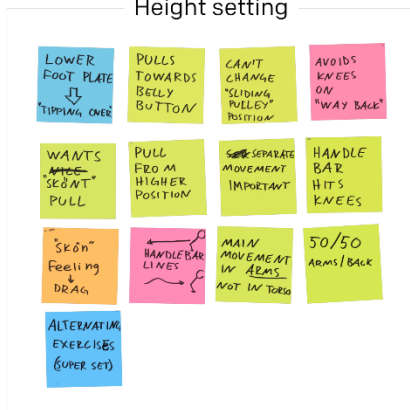 Height setting
LOWER
FOOT PLATE
"TIPPING OVER"
PULLS
TOWARDS
BELLY
BUTTON
CAN'T
CHANGE
"SLIDING
PULLEY"
POSITION
AVOIDS
KNEES
ON
"WAY BACK"
WANTS
NICE
"SKÖNT"
PULL
PULL
FROM
HIGHER
POSITION
SEPARATE
MOVEMENT
IMPORTANT
HANDLE
BAR
HITS
KNEES
"SKÖN"
Feeling
DRAG
HANDLEBAR
LINES
MAIN
MOVEMENT
IN ARMS
NOT IN TORSO
50/50
ARMS/BACK
ALTERNATING
EXERCISES
(SUPER SET)